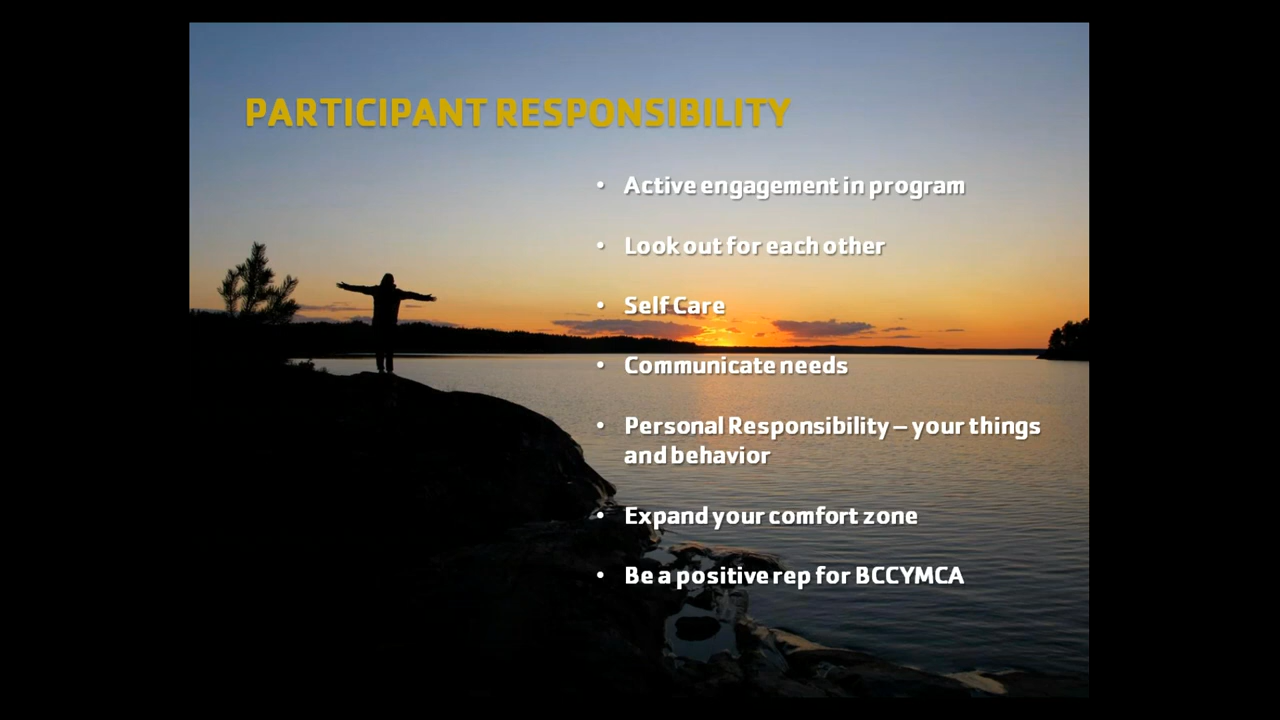 PARTICIPANT RESPONSIBILITY
• Active engagement in program
• Look out for each other
• Self Care
• Communicate needs
• Personal Responsibility – your things
and behavior
• Expand your comfort zone
• Be a positive rep for BCCYMCA